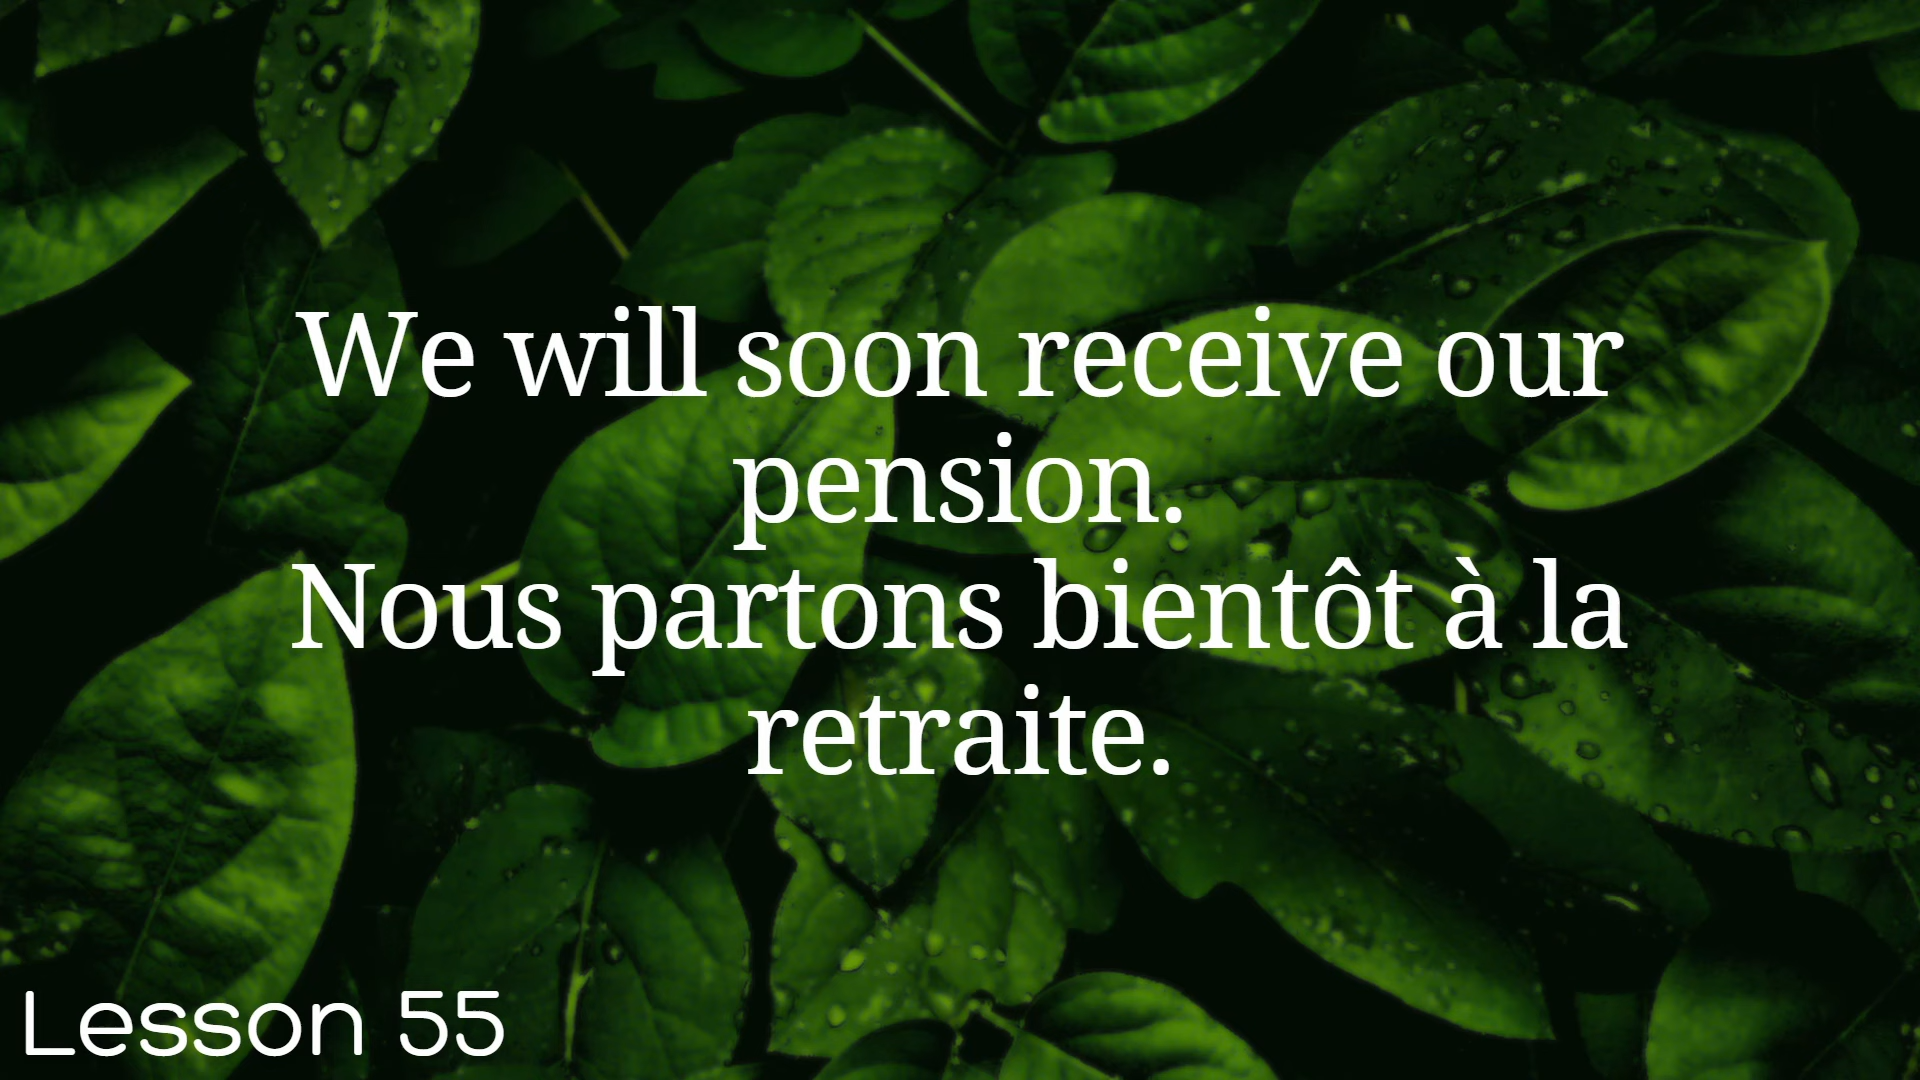 We will soon receive our
pension.
Nous partons bientôt à la
retraite.
Lesson 55